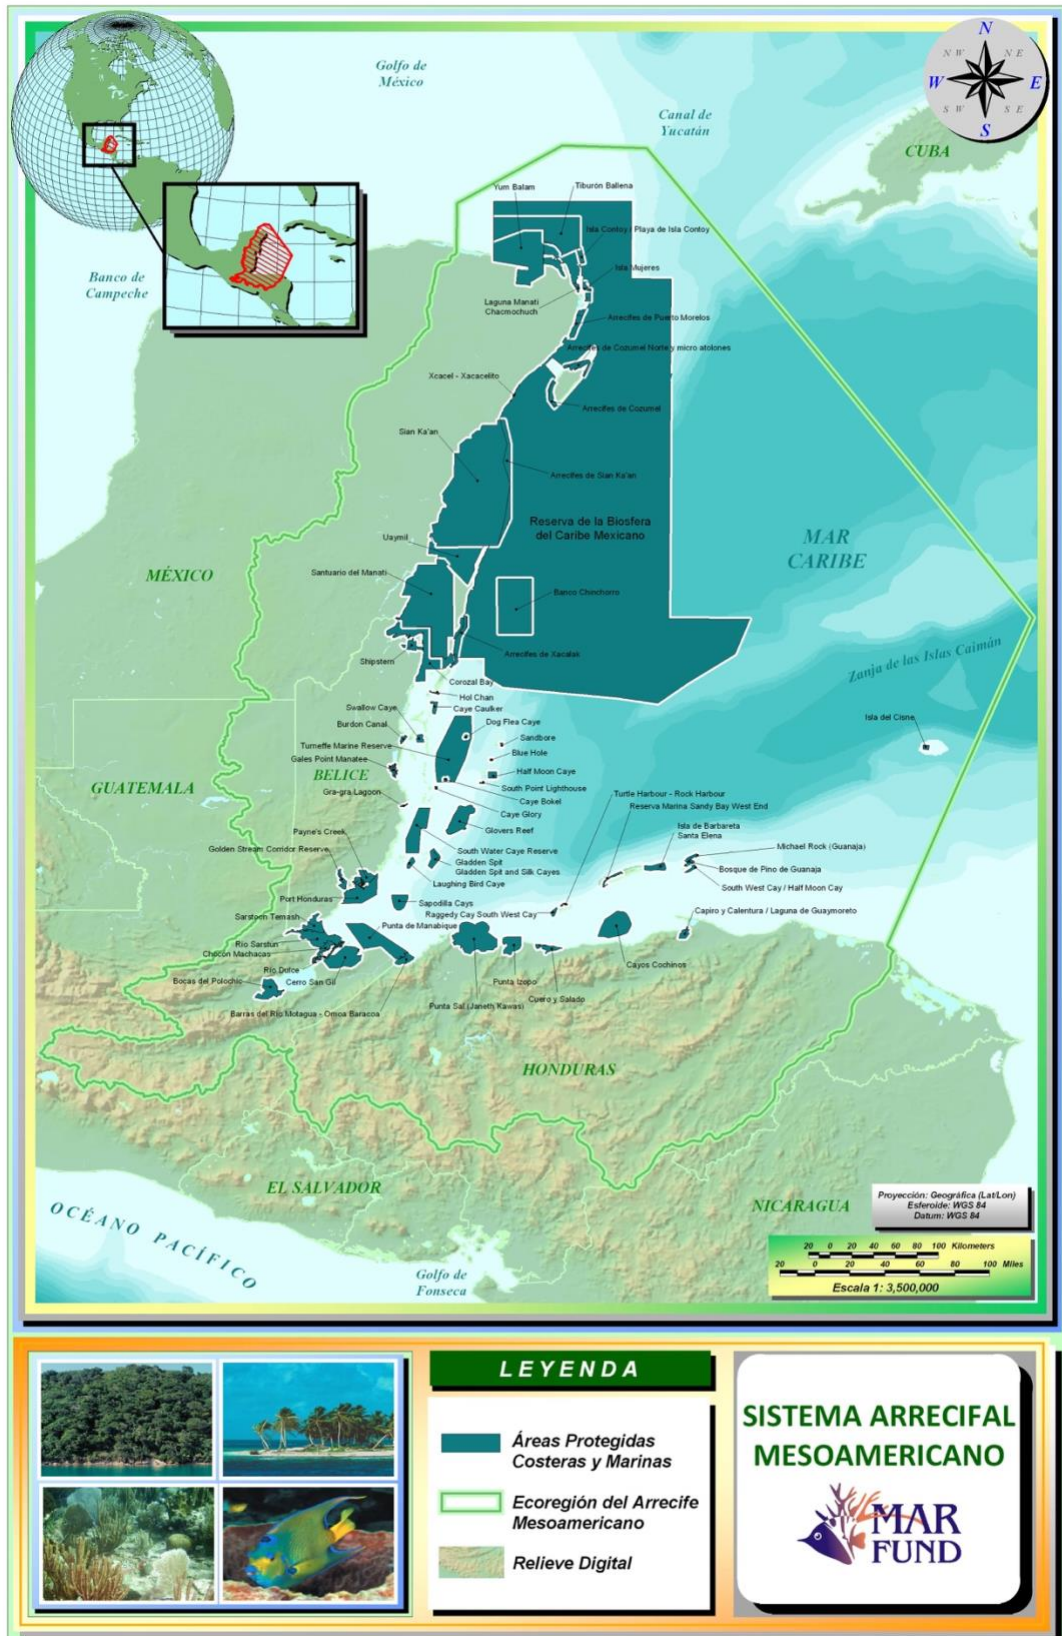 Golfo de
México
Canal de
Yucatán
N
NW
NE
W
E
SW
SE
S
CUBA
Yum Balam
Tiburón Ballena
Isla Contoy / Playa de Isla Contoy
Banco de
Campeche
Isla Mujeres
Laguna Manatí
Chacmochuch
Arrecifes de Puerto Morelos
Arrecifes de Cozumel Norte y micro atolones
Xcacel - Xacacelito
Arrecifes de Cozumel
Sian Ka'an
Arrecifes de Sian Ka'an
Reserva de la Biosfera
del Caribe Mexicano
MAR
CARIBE
Uaymil
MÉXICO
Santuario del Manatí
Banco Chinchorro
Arrecifes de Xacalak
Shipstern
Zanja de las Islas Caimán
Corozal Bay
Hol Chan
Caye Caulker
Swallow Caye
Isla del Cisne
Burdon Canal
Dog Flea Caye
Turneffe Marine Reserve
Sandbore
Blue Hole
Gales Point Manatee
BELICE
Half Moon Caye
GUATEMALA
South Point Lighthouse
Gra-gra Lagoon
Caye Bokel
Turtle Harbour - Rock Harbour
Caye Glory
Reserva Marina Sandy Bay West End
Glovers Reef
Isla de Barbareta
Santa Elena
Payne's Creek
Golden Stream Corridor Reserve
South Water Caye Reserve
Michael Rock (Guanaja)
Gladden Spit
Gladden Spit and Silk Cayes
Bosque de Pino de Guanaja
Laughing Bird Caye
South West Cay / Half Moon Cay
Port Honduras
Sapodilla Cays
Raggedy Cay South West Cay
Capiro y Calentura / Laguna de Guaymoreto
Sarstoon Temash
Punta de Manabique
Río Sarstun
Chocón Machacas
Río Dulce
Cayos Cochinos
Bocas del Polochic
Cerro San Gil
Punta Izopo
Cuero y Salado
Punta Sal (Janeth Kawas)
Barras del Río Motagua - Omoa Baracoa
HONDURAS
EL SALVADOR
NICARAGUA
OCÉANO PACÍFICO
Golfo de
Fonseca
Proyección: Geográfica (Lat/Lon)
Esferoide: WGS 84
Datum: WGS 84
20 0 20 40 60 80 100 Kilometers
20 0 20 40 60 80 100 Miles
Escala 1: 3,500,000
LEYENDA
Áreas Protegidas
Costeras y Marinas
Ecoregión del Arrecife
Mesoamericano
Relieve Digital
SISTEMA ARRECIFAL
MESOAMERICANO
MAR
FUND